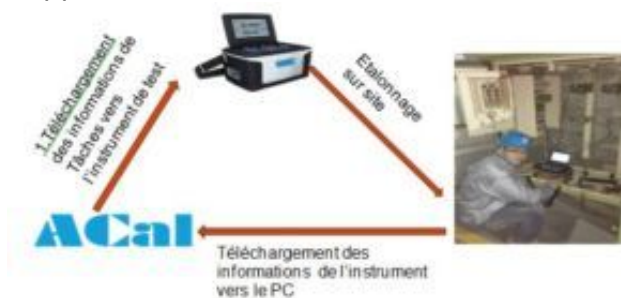 1.Téléchargement
des informations de
Tâches vers
l'instrument de test
Etalonnage
sur site
ACal
Téléchargement des
informations de l'instrument
vers le PC